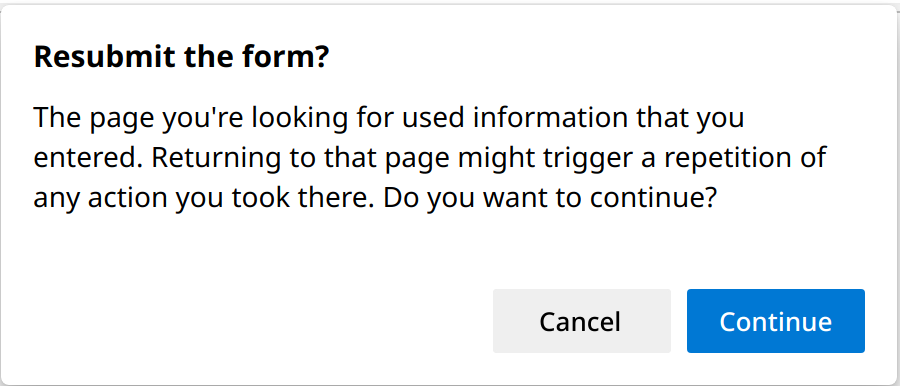 Resubmit the form?
The page you're looking for used information that you
entered. Returning to that page might trigger a repetition of
any action you took there. Do you want to continue?
Cancel
Continue